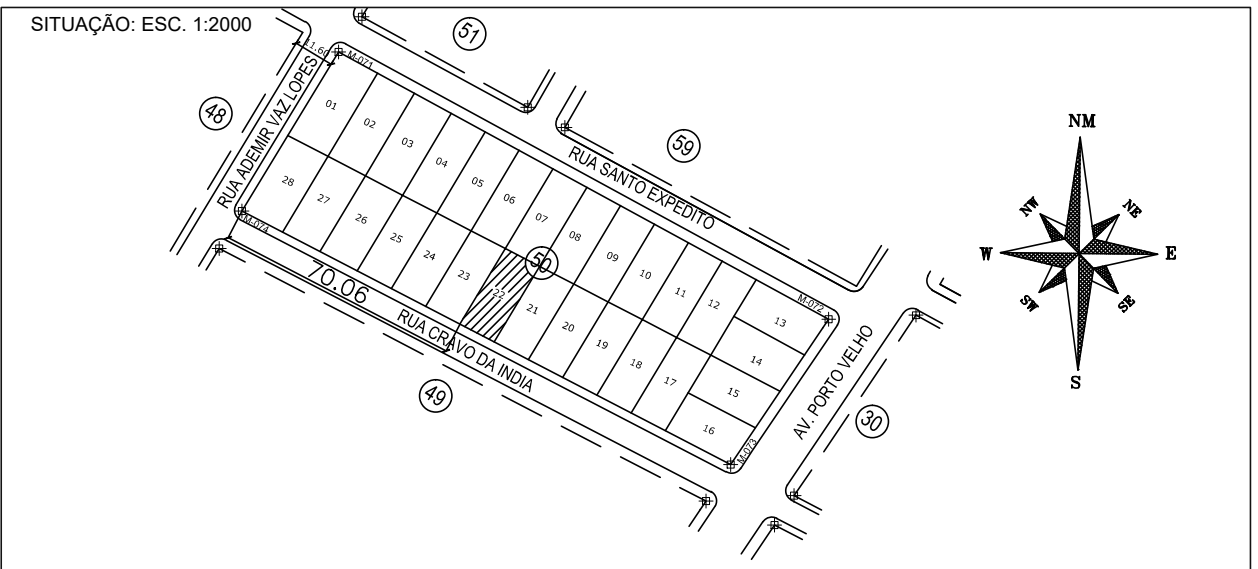 SITUAÇÃO: ESC. 1:2000
51
11.60
M-071
48
RUA ADEMIR VAZ LOPES
59
RUA SANTO EXPEDITO
01
02
03
04
05
06
07
08
09
10
11
12
13
14
15
16
17
18
19
20
21
22
23
24
25
26
27
28
50
M-072
M-073
M-074
70.06
RUA CRAVO DA INDIA
49
AV. PORTO VELHO
30
NM
NW
NE
W
E
SW
SE
S